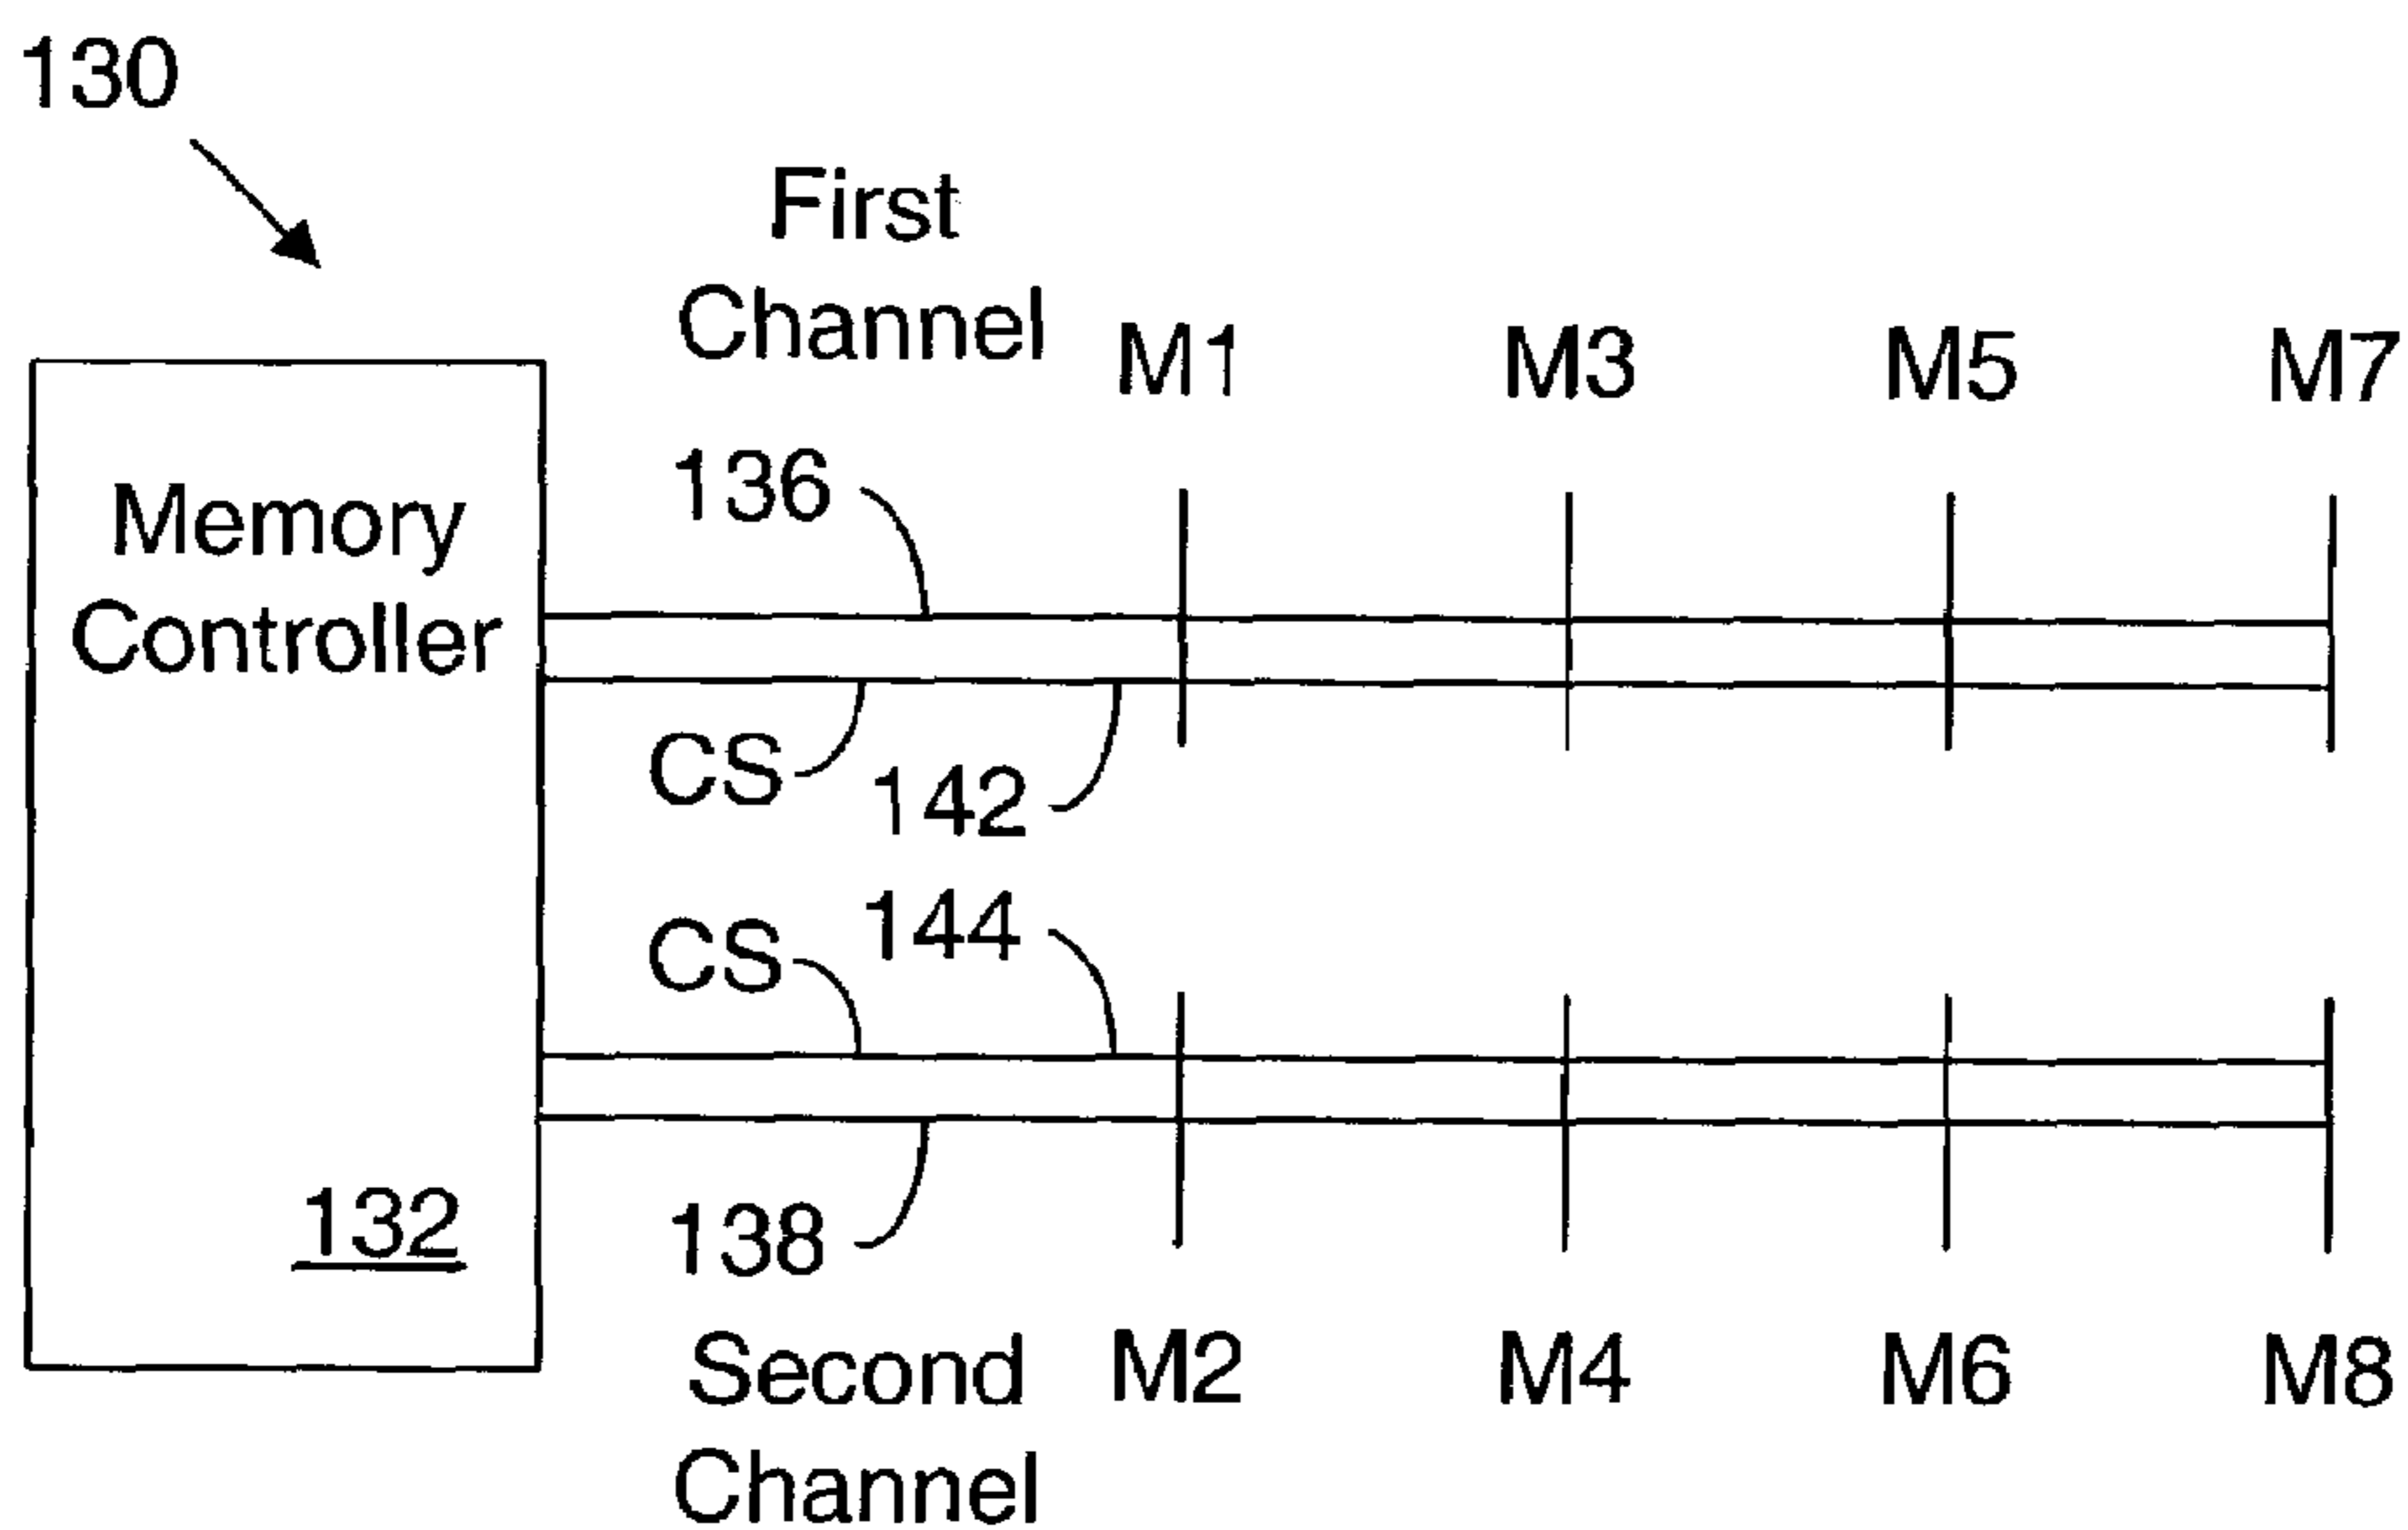 130
First
Channel
M1
M3
M5
M7
136
Memory
Controller
CS
142
144
CS
132
138
Second
Channel
M2
M4
M6
M8